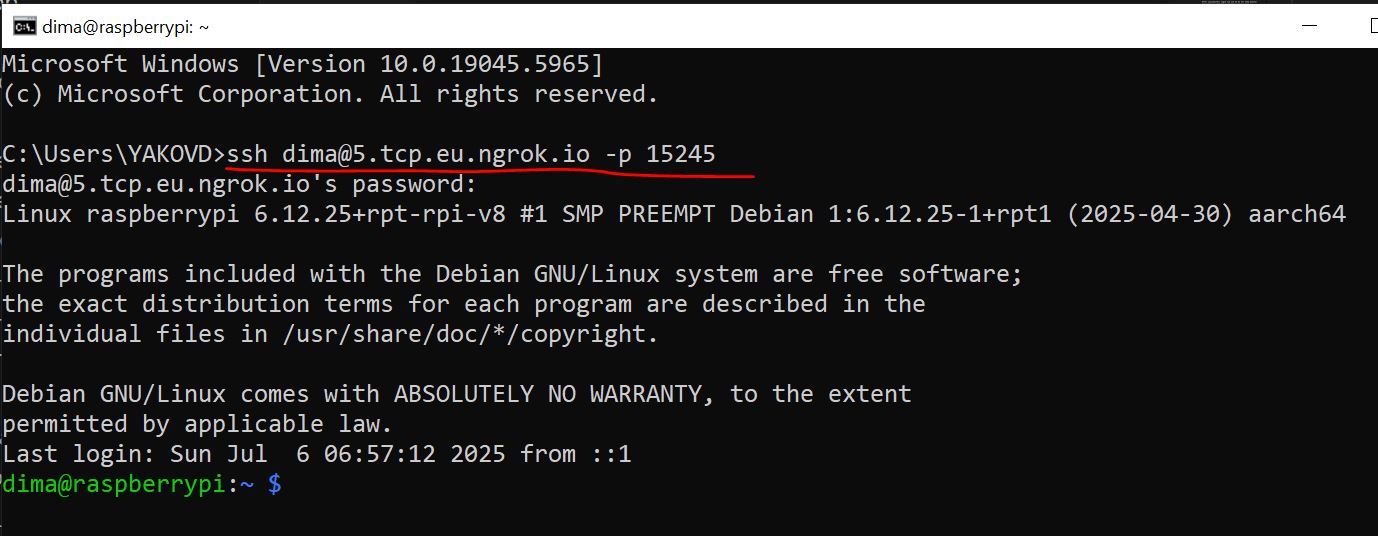 dima@raspberrypi: ~
Microsoft Windows [Version 10.0.19045.5965]
(c) Microsoft Corporation. All rights reserved.
C:\Users\YAKOVD>ssh dima@5.tcp.eu.ngrok.io -p 15245
dima@5.tcp.eu.ngrok.io's password:
Linux raspberrypi 6.12.25+rpt-rpi-v8 #1 SMP PREEMPT Debian 1:6.12.25-1+rpt1 (2025-04-30) aarch64
The programs included with the Debian GNU/Linux system are free software;
the exact distribution terms for each program are described in the
individual files in /usr/share/doc/*/copyright.
Debian GNU/Linux comes with ABSOLUTELY NO WARRANTY, to the extent
permitted by applicable law.
Last login: Sun Jul  6 06:57:12 2025 from ::1
dima@raspberrypi:~ $